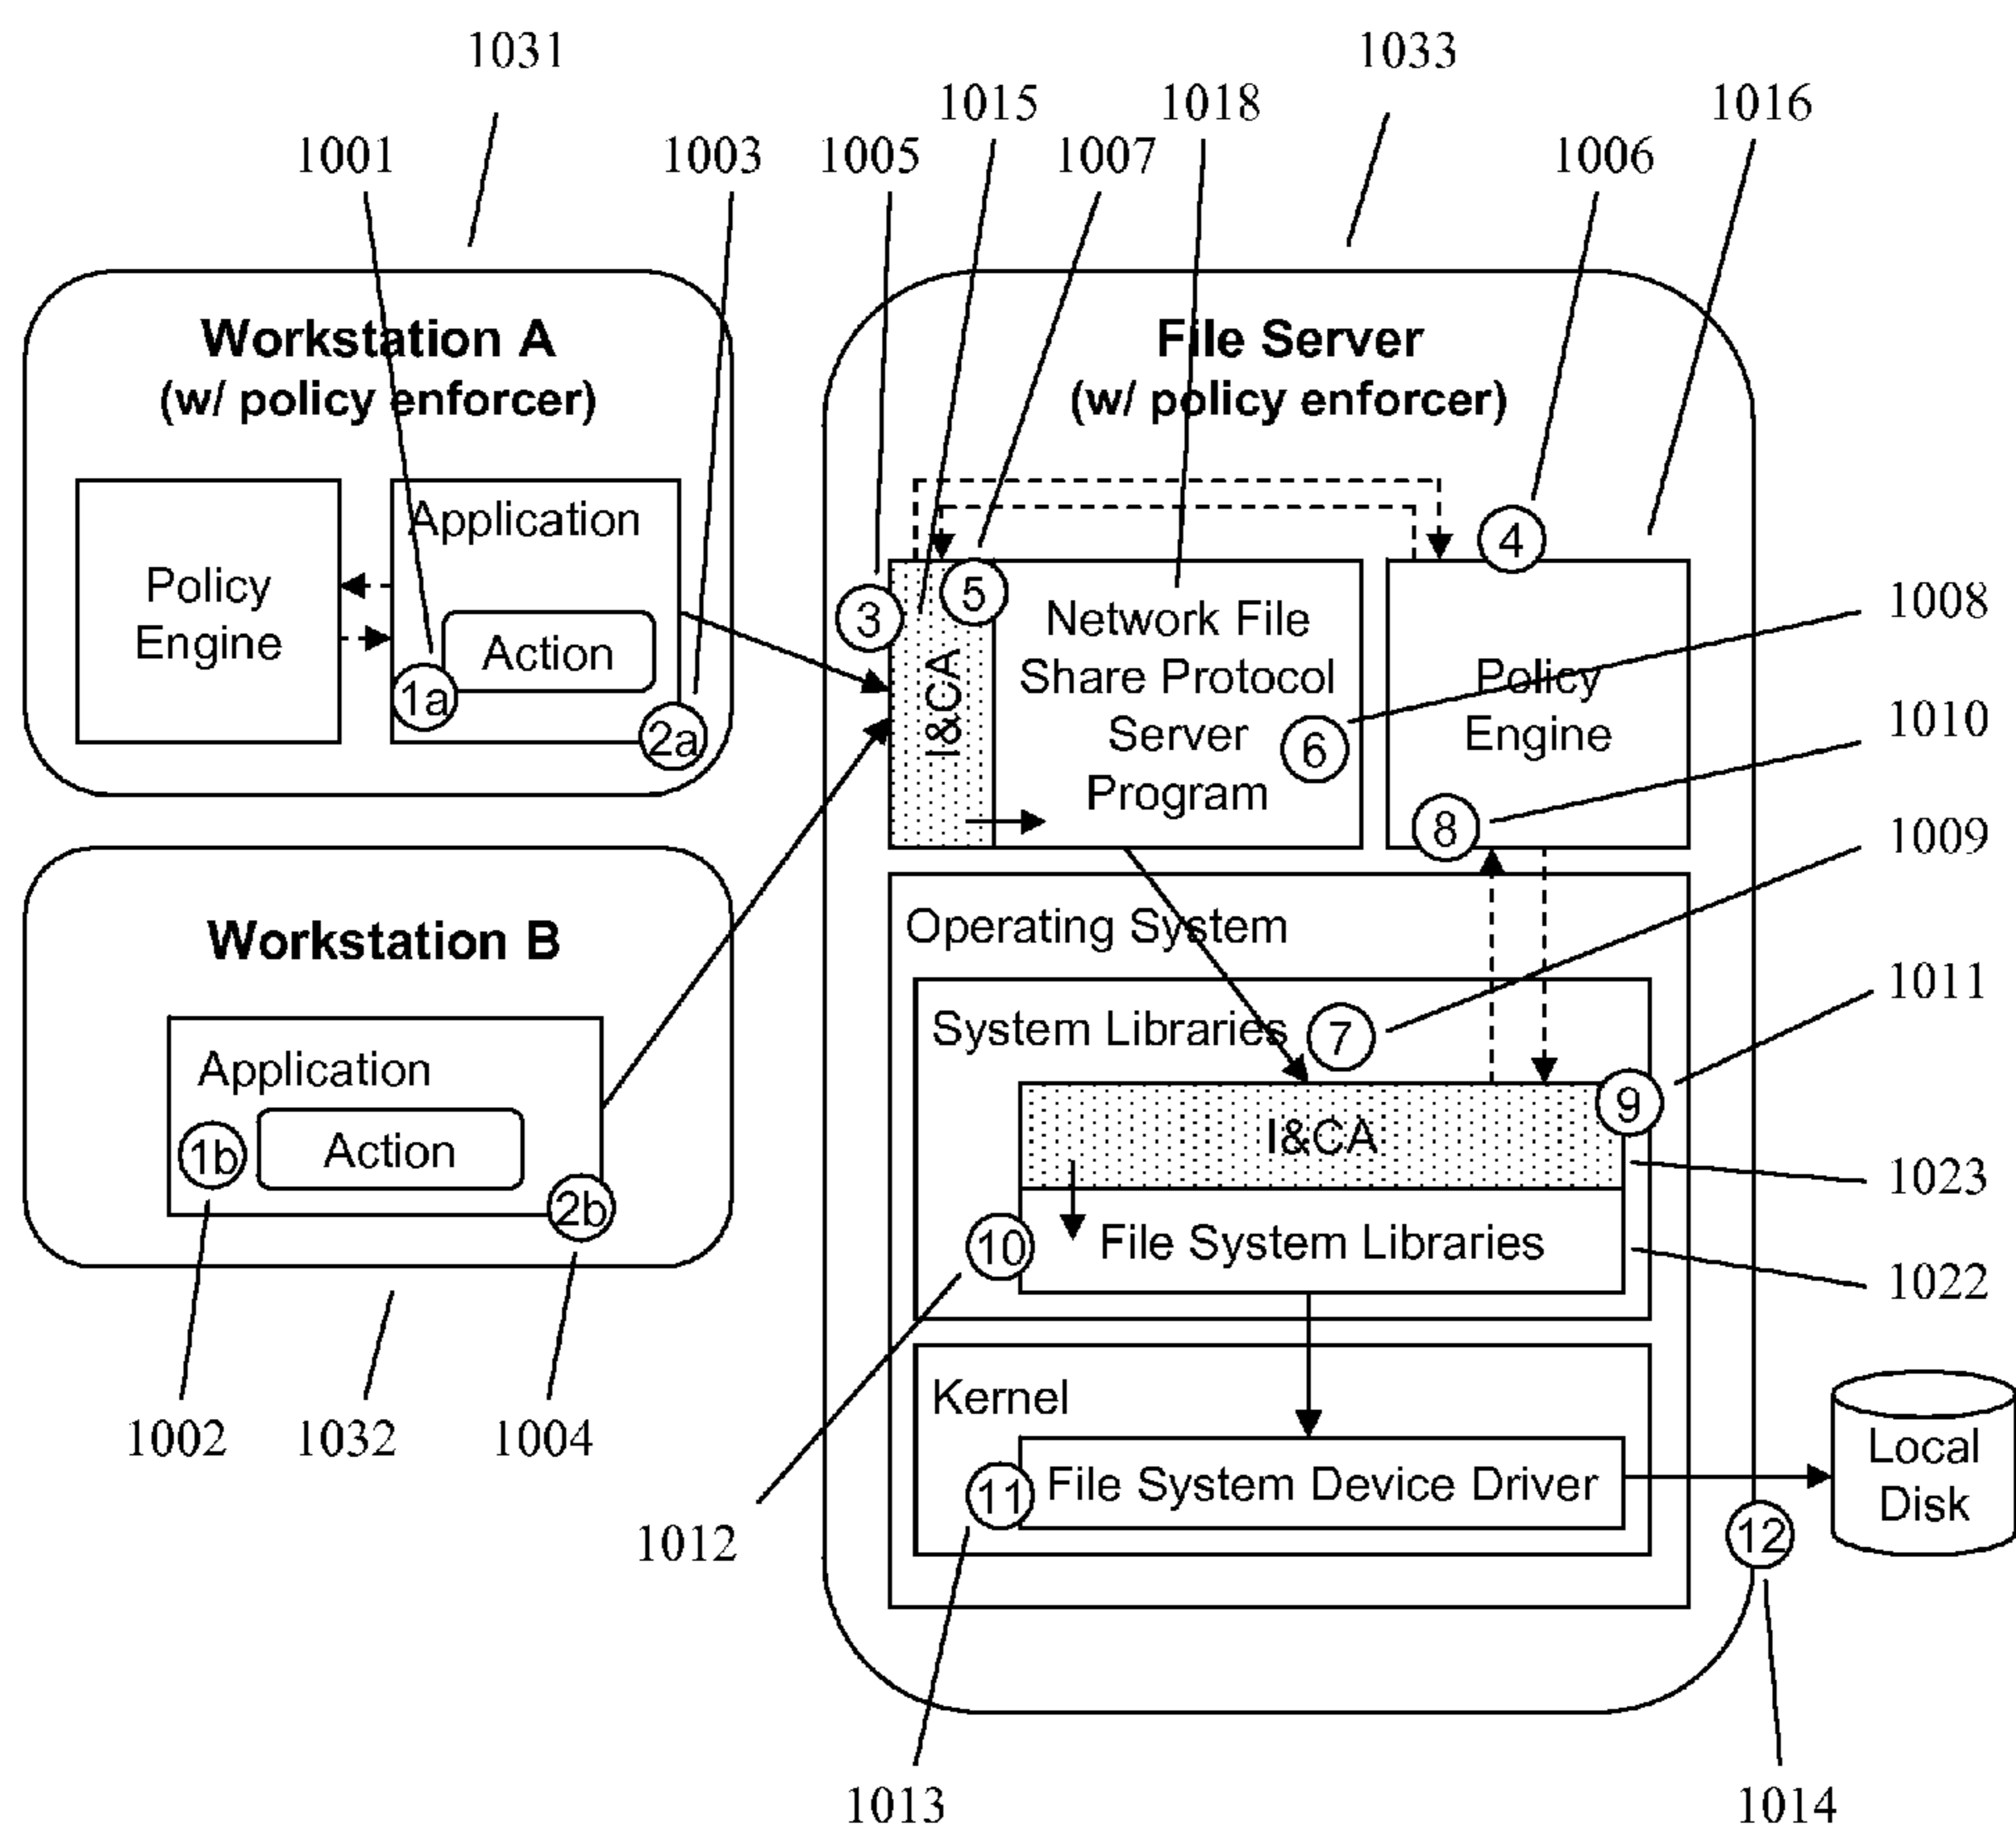 1031
1033
1015
1018
1016
1001
1003
1005
1007
1006
Workstation A
(w/ policy enforcer)
File Server
(w/ policy enforcer)
Application
Policy
Engine
Action
1a
2a
3
5
4
I&CA
Network File
Share Protocol
Server
Program
6
Policy
Engine
8
1008
1010
1009
Workstation B
Application
1b
Action
2b
Operating System
System Libraries
7
1011
I&CA
9
1023
10
File System Libraries
1022
1002
1032
1004
Kernel
11
File System Device Driver
Local
Disk
12
1012
1013
1014